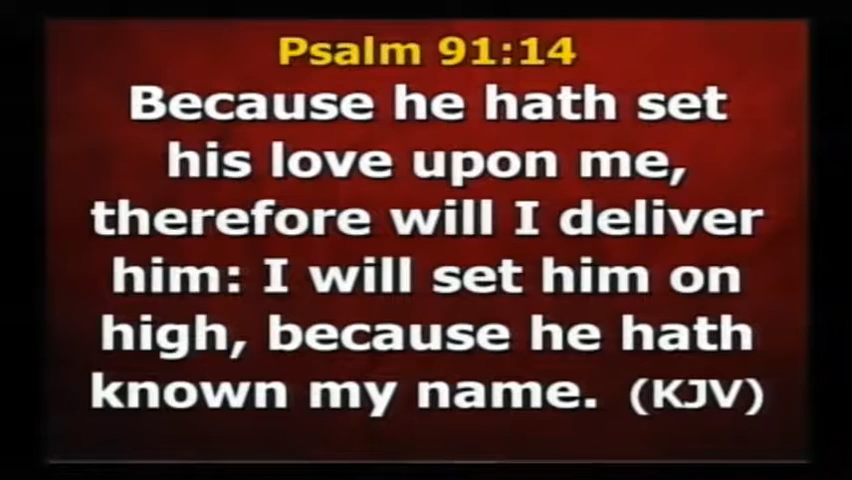 Psalm 91:14
Because he hath set
his love upon me,
therefore will I deliver
him: I will set him on
high, because he hath
known my name. (KJV)